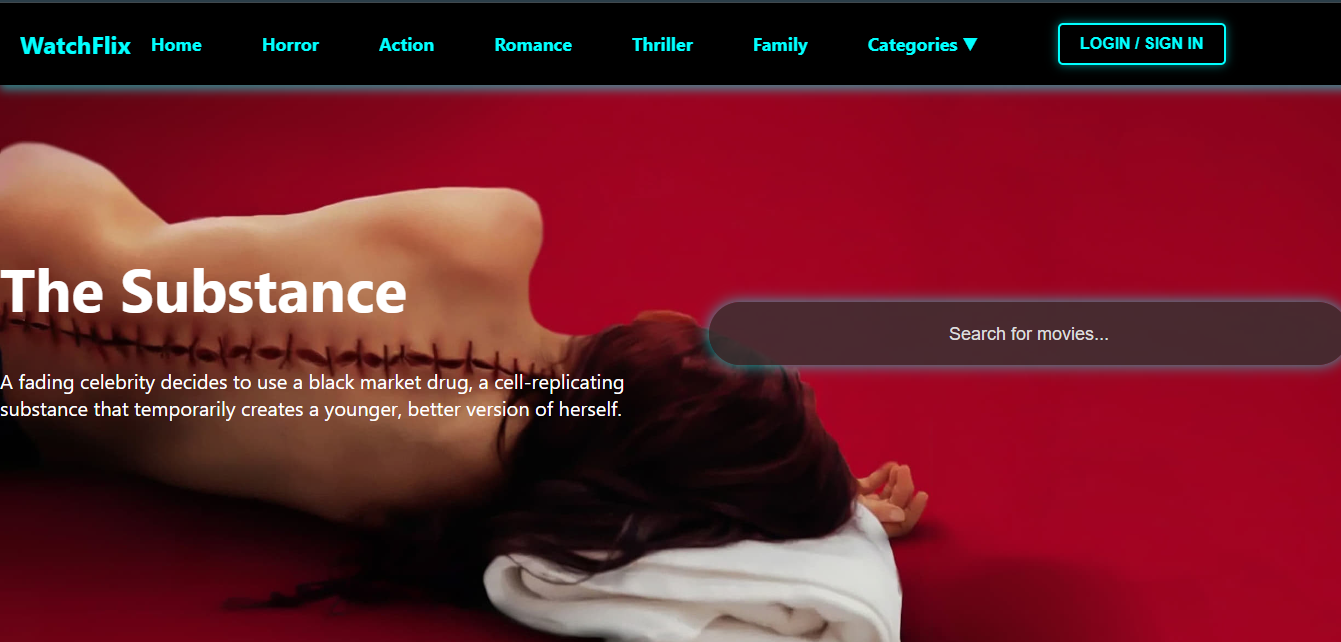 WatchFlix Home Horror Action Romance Thriller Family Categories ▼ LOGIN / SIGN IN
The Substance
Search for movies...
A fading celebrity decides to use a black market drug, a cell-replicating
substance that temporarily creates a younger, better version of herself.